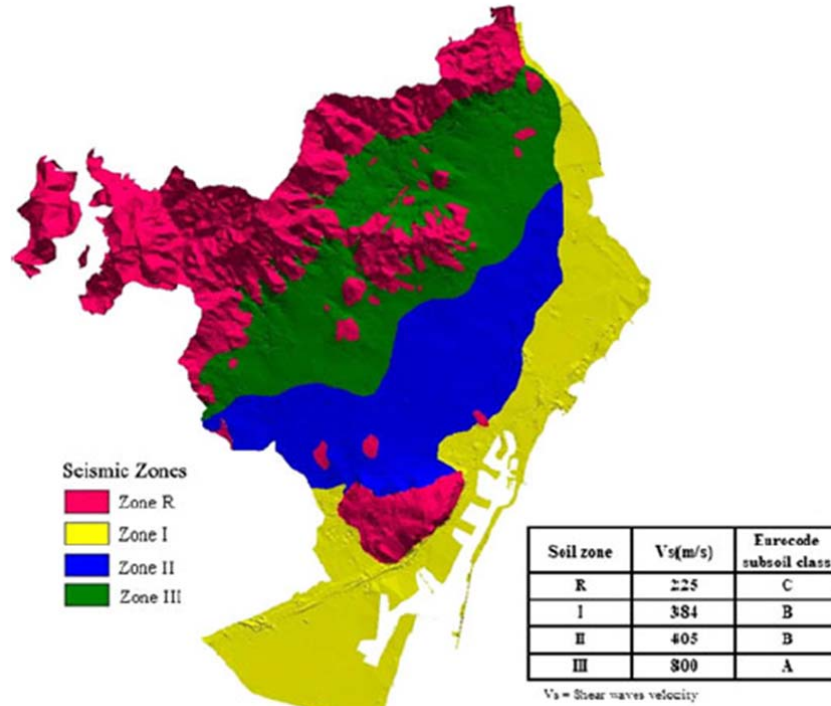 Seismic Zones
Zone R
Zone I
Zone II
Zone III
Soil zone Vs(m/s) Eurocode subsoil class
R 225 C
I 384 B
II 405 B
III 800 A
Vs = Shear waves velocity